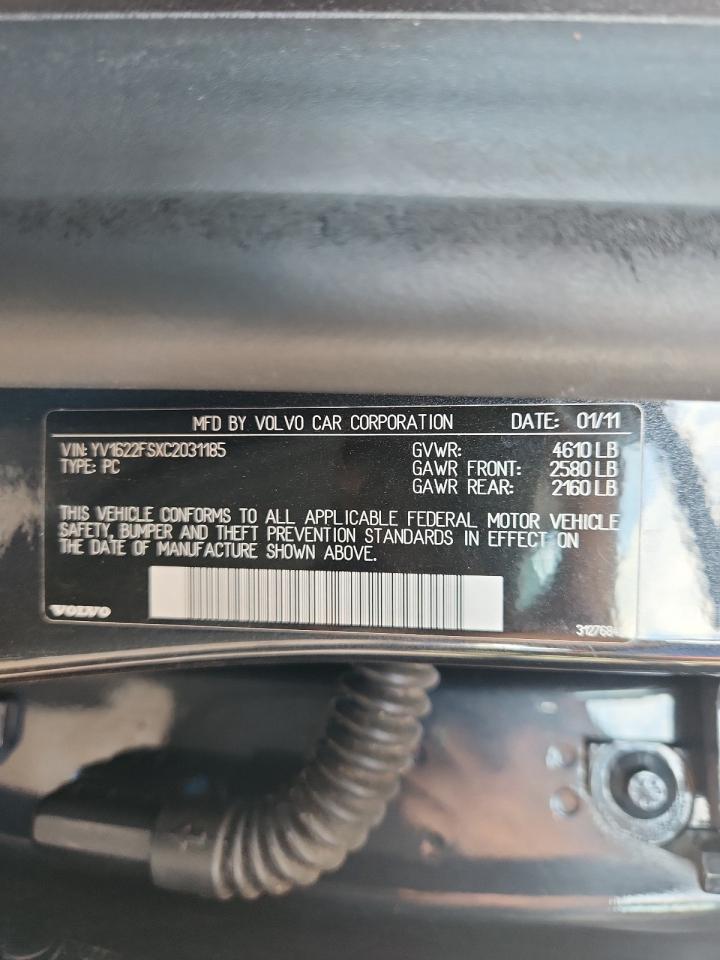 MFD BY VOLVO CAR CORPORATION DATE: 01/11
VIN: YV1622FSXC2031185 GVWR: 4610 LB
TYPE: PC GAWR FRONT: 2580 LB
GAWR REAR: 2160 LB
THIS VEHICLE CONFORMS TO ALL APPLICABLE FEDERAL MOTOR VEHICLE
SAFETY, BUMPER AND THEFT PREVENTION STANDARDS IN EFFECT ON
THE DATE OF MANUFACTURE SHOWN ABOVE.
VOLVO